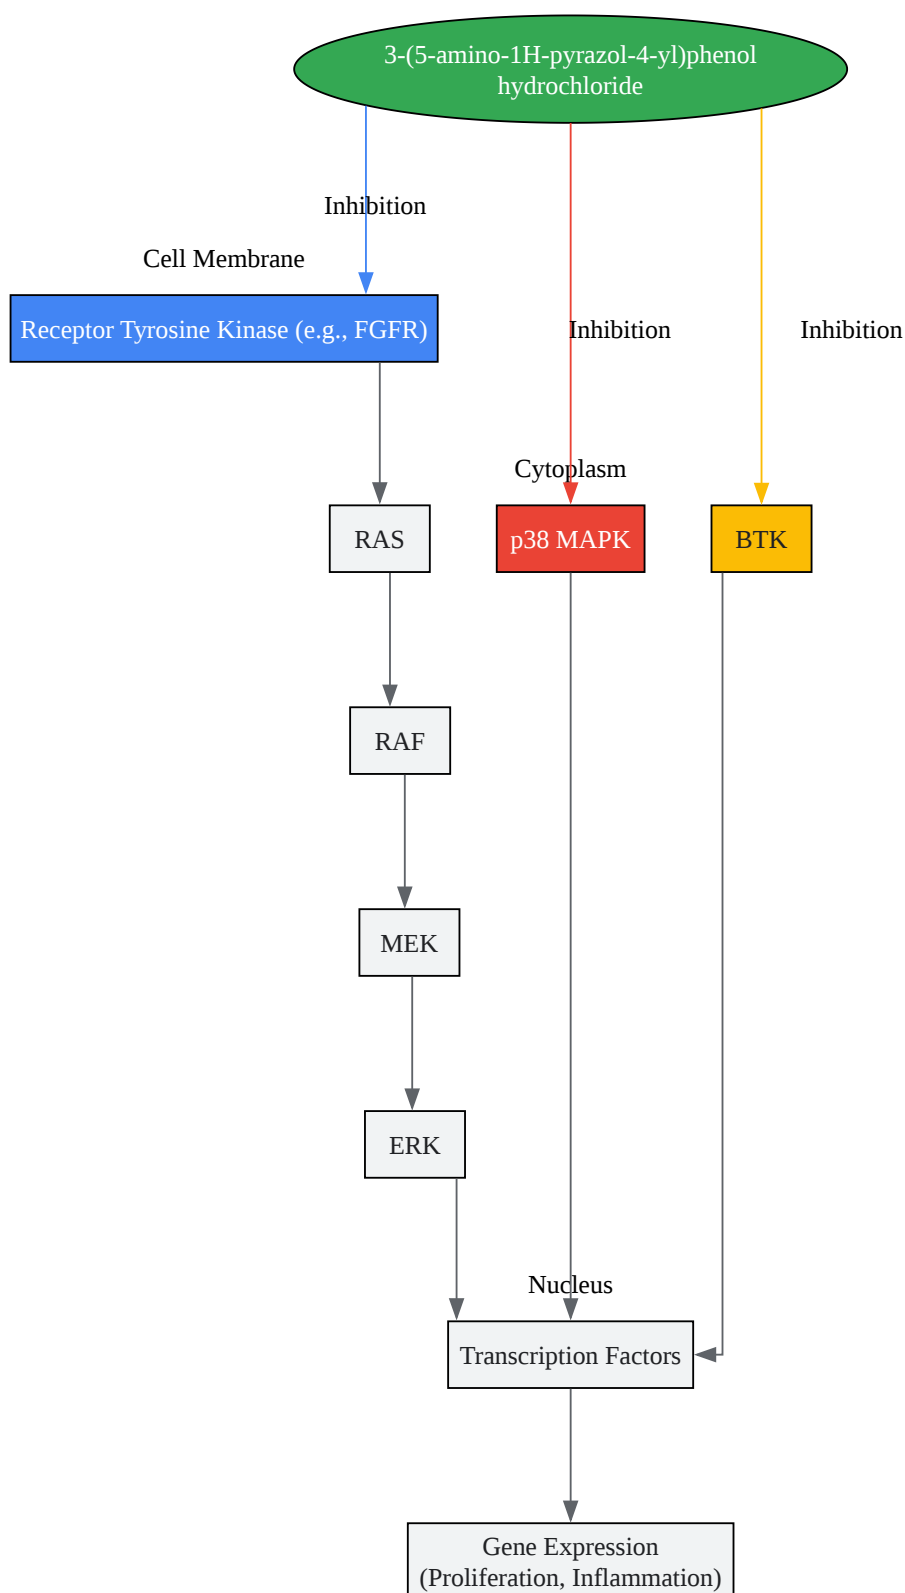 3-(5-amino-1H-pyrazol-4-yl)phenol
hydrochloride
Inhibition
Cell Membrane
Receptor Tyrosine Kinase (e.g., FGFR)
Inhibition
Inhibition
Cytoplasm
RAS
p38 MAPK
BTK
RAF
MEK
ERK
Nucleus
Transcription Factors
Gene Expression
(Proliferation, Inflammation)